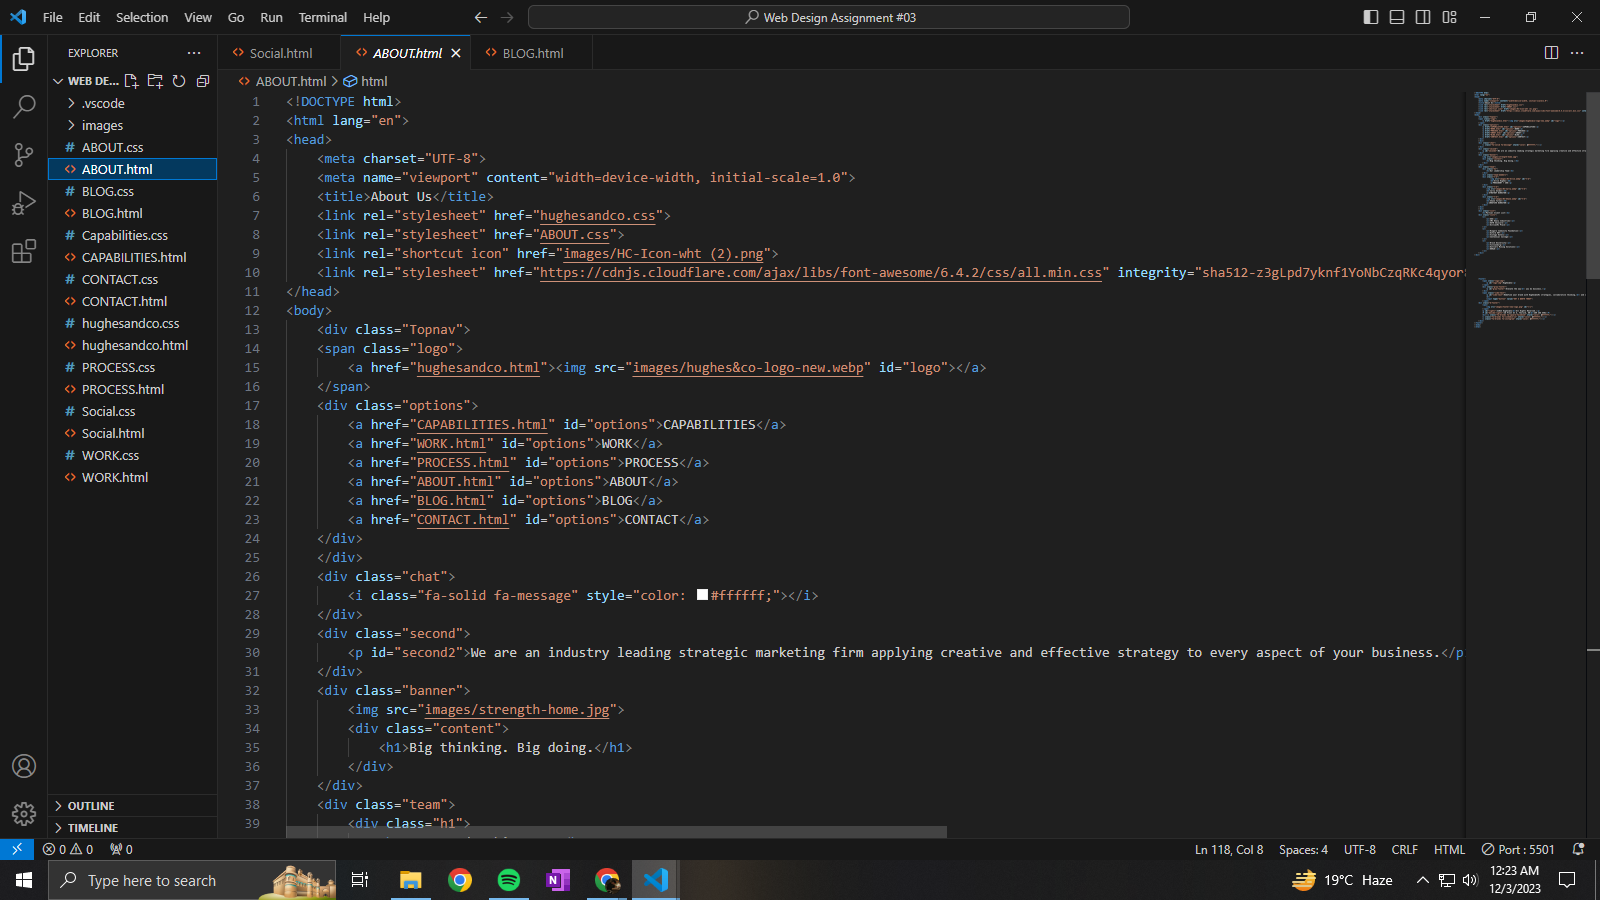 File Edit Selection View Go Run Terminal Help
Web Design Assignment #03
EXPLORER
WEB DE...
.vscode
images
# ABOUT.css
<> ABOUT.html
# BLOG.css
<> BLOG.html
# Capabilities.css
<> CAPABILITIES.html
# CONTACT.css
<> CONTACT.html
# hughesandco.css
<> hughesandco.html
# PROCESS.css
<> PROCESS.html
# Social.css
<> Social.html
# WORK.css
<> WORK.html
OUTLINE
TIMELINE
<> Social.html
<> ABOUT.html
<> BLOG.html
<> ABOUT.html > html
1 <!DOCTYPE html>
2 <html lang="en">
3 <head>
4 <meta charset="UTF-8">
5 <meta name="viewport" content="width=device-width, initial-scale=1.0">
6 <title>About Us</title>
7 <link rel="stylesheet" href="hughesandco.css">
8 <link rel="stylesheet" href="ABOUT.css">
9 <link rel="shortcut icon" href="images/HC-Icon-wht (2).png">
10 <link rel="stylesheet" href="https://cdnjs.cloudflare.com/ajax/libs/font-awesome/6.4.2/css/all.min.css" integrity="sha512-z3gLpd7yknf1YoNbCzqRKc4qyor
11 </head>
12 <body>
13 <div class="Topnav">
14 <span class="logo">
15 <a href="hughesandco.html"><img src="images/hughes&co-logo-new.webp" id="logo"></a>
16 </span>
17 <div class="options">
18 <a href="CAPABILITIES.html" id="options">CAPABILITIES</a>
19 <a href="WORK.html" id="options">WORK</a>
20 <a href="PROCESS.html" id="options">PROCESS</a>
21 <a href="ABOUT.html" id="options">ABOUT</a>
22 <a href="BLOG.html" id="options">BLOG</a>
23 <a href="CONTACT.html" id="options">CONTACT</a>
24 </div>
25 </div>
26 <div class="chat">
27 <i class="fa-solid fa-message" style="color: #ffffff;"></i>
28 </div>
29 <div class="second">
30 <p id="second2">We are an industry leading strategic marketing firm applying creative and effective strategy to every aspect of your business.</p
31 </div>
32 <div class="banner">
33 <img src="images/strength-home.jpg">
34 <div class="content">
35 <h1>Big thinking. Big doing.</h1>
36 </div>
37 </div>
38 <div class="team">
39 <div class="h1">
0 0 0
Ln 118, Col 8 Spaces: 4 UTF-8 CRLF HTML Port : 5501
Type here to search
19°C Haze
12:23 AM
12/3/2023